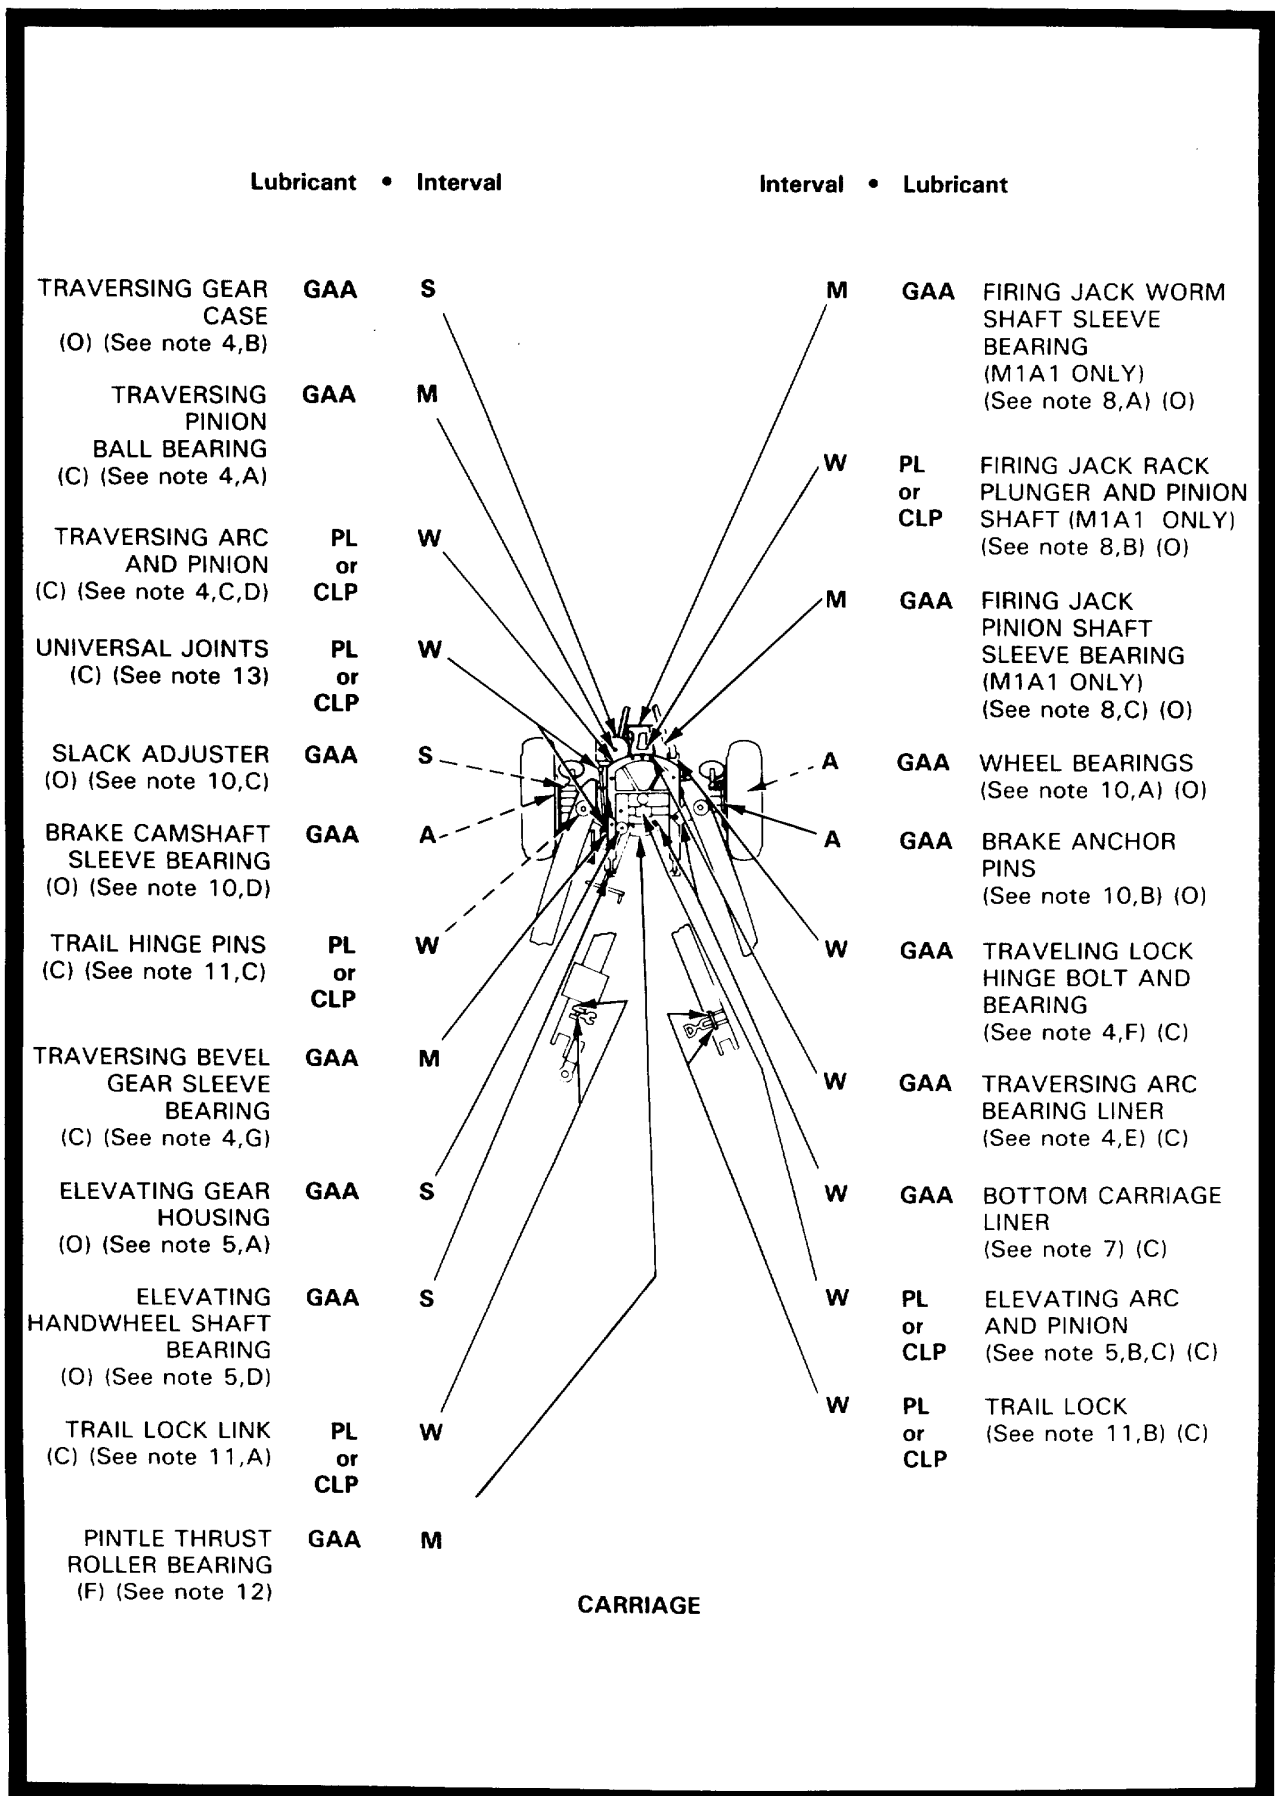 Lubricant • Interval
TRAVERSING GEAR GAA S
CASE
(O) (See note 4,B)
TRAVERSING GAA M
PINION
BALL BEARING
(C) (See note 4,A)
TRAVERSING ARC PL W
AND PINION or
(C) (See note 4,C,D) CLP
UNIVERSAL JOINTS PL W
(C) (See note 13) or
CLP
SLACK ADJUSTER GAA S
(O) (See note 10,C)
BRAKE CAMSHAFT GAA A
SLEEVE BEARING
(O) (See note 10,D)
TRAIL HINGE PINS PL W
(C) (See note 11,C) or
CLP
TRAVERSING BEVEL GAA M
GEAR SLEEVE
BEARING
(C) (See note 4,G)
ELEVATING GEAR GAA S
HOUSING
(O) (See note 5,A)
ELEVATING GAA S
HANDWHEEL SHAFT
BEARING
(O) (See note 5,D)
TRAIL LOCK LINK PL W
(C) (See note 11,A) or
CLP
PINTLE THRUST GAA M
ROLLER BEARING
(F) (See note 12)
Interval • Lubricant
M GAA FIRING JACK WORM
SHAFT SLEEVE
BEARING
(M1A1 ONLY)
(See note 8,A) (O)
W PL FIRING JACK RACK
or PLUNGER AND PINION
CLP SHAFT (M1A1 ONLY)
(See note 8,B) (O)
M GAA FIRING JACK
PINION SHAFT
SLEEVE BEARING
(M1A1 ONLY)
(See note 8,C) (O)
A GAA WHEEL BEARINGS
(See note 10,A) (O)
A GAA BRAKE ANCHOR
PINS
(See note 10,B) (O)
W GAA TRAVELING LOCK
HINGE BOLT AND
BEARING
(See note 4,F) (C)
W GAA TRAVERSING ARC
BEARING LINER
(See note 4,E) (C)
W GAA BOTTOM CARRIAGE
LINER
(See note 7) (C)
W PL ELEVATING ARC
or AND PINION
CLP (See note 5,B,C) (C)
W PL TRAIL LOCK
or (See note 11,B) (C)
CLP
CARRIAGE